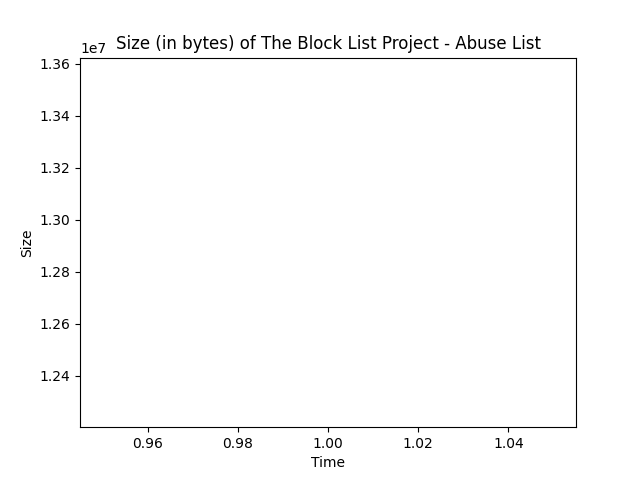 Size (in bytes) of The Block List Project - Abuse List
1e7
1.36
1.34
1.32
1.30
1.28
1.26
1.24
Size
0.96 0.98 1.00 1.02 1.04
Time